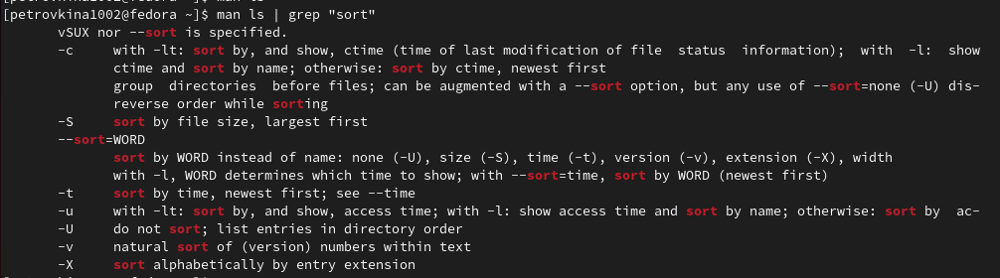 [petrovkina1002@fedora ~]$ man ls
[petrovkina1002@fedora ~]$ man ls | grep "sort"
vSUX nor --sort is specified.
-c with -lt: sort by, and show, ctime (time of last modification of file status information); with -l: show
ctime and sort by name; otherwise: sort by ctime, newest first
group directories before files; can be augmented with a --sort option, but any use of --sort=none (-U) dis-
reverse order while sorting
-S sort by file size, largest first
--sort=WORD
sort by WORD instead of name: none (-U), size (-S), time (-t), version (-v), extension (-X), width
with -l, WORD determines which time to show; with --sort=time, sort by WORD (newest first)
-t sort by time, newest first; see --time
-u with -lt: sort by, and show, access time; with -l: show access time and sort by name; otherwise: sort by ac-
-U do not sort; list entries in directory order
-v natural sort of (version) numbers within text
-X sort alphabetically by entry extension